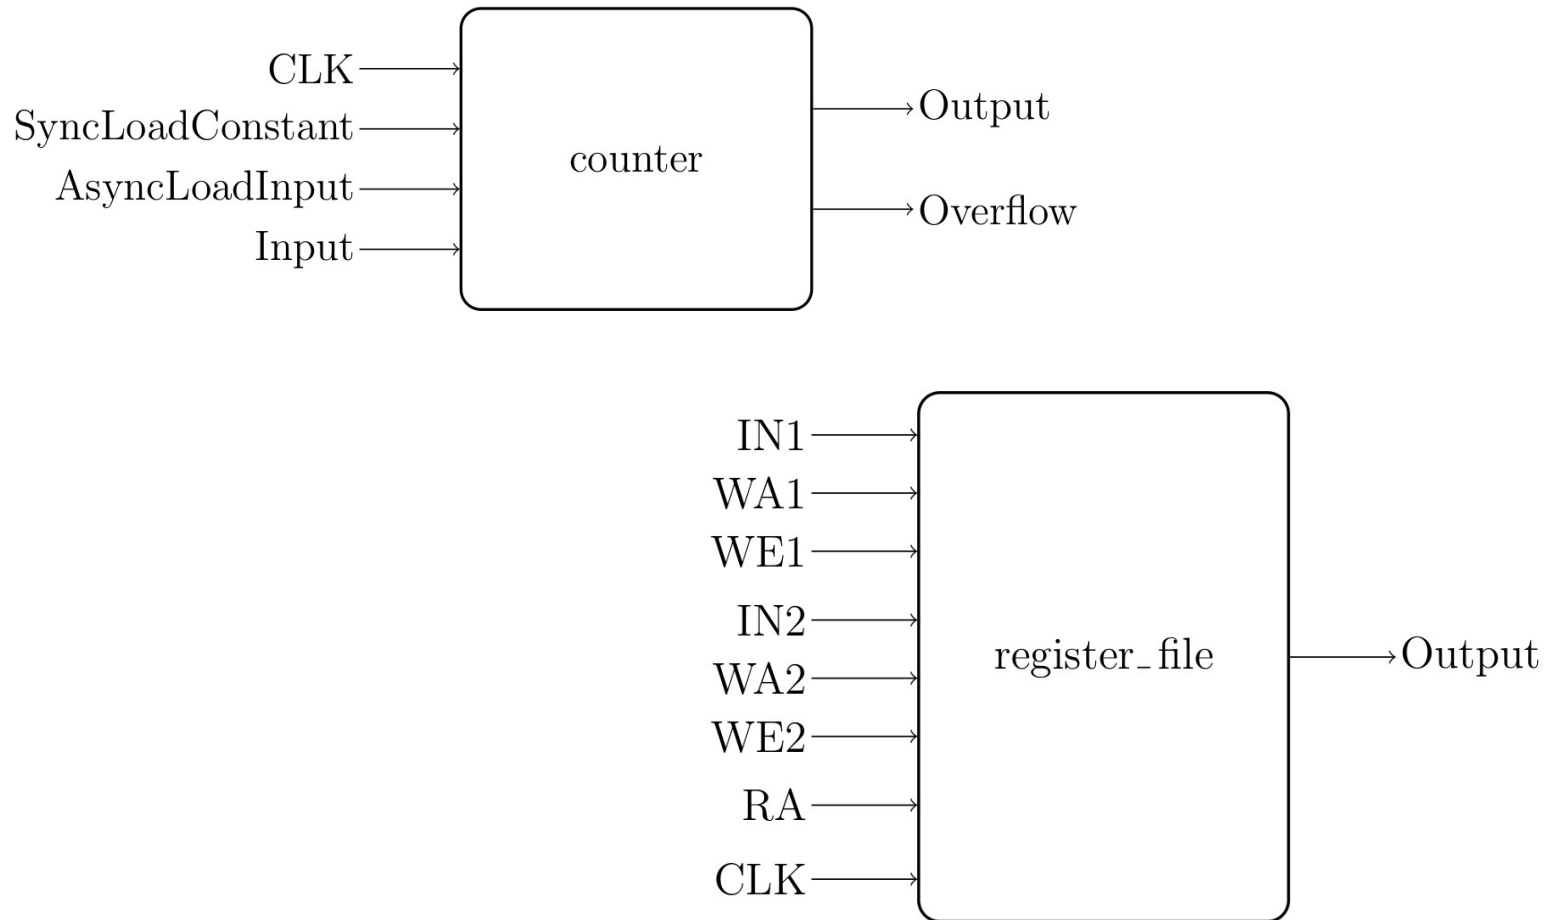 CLK
SyncLoadConstant
AsyncLoadInput
Input
counter
Output
Overflow
IN1
WA1
WE1
IN2
WA2
WE2
RA
CLK
register_file
Output